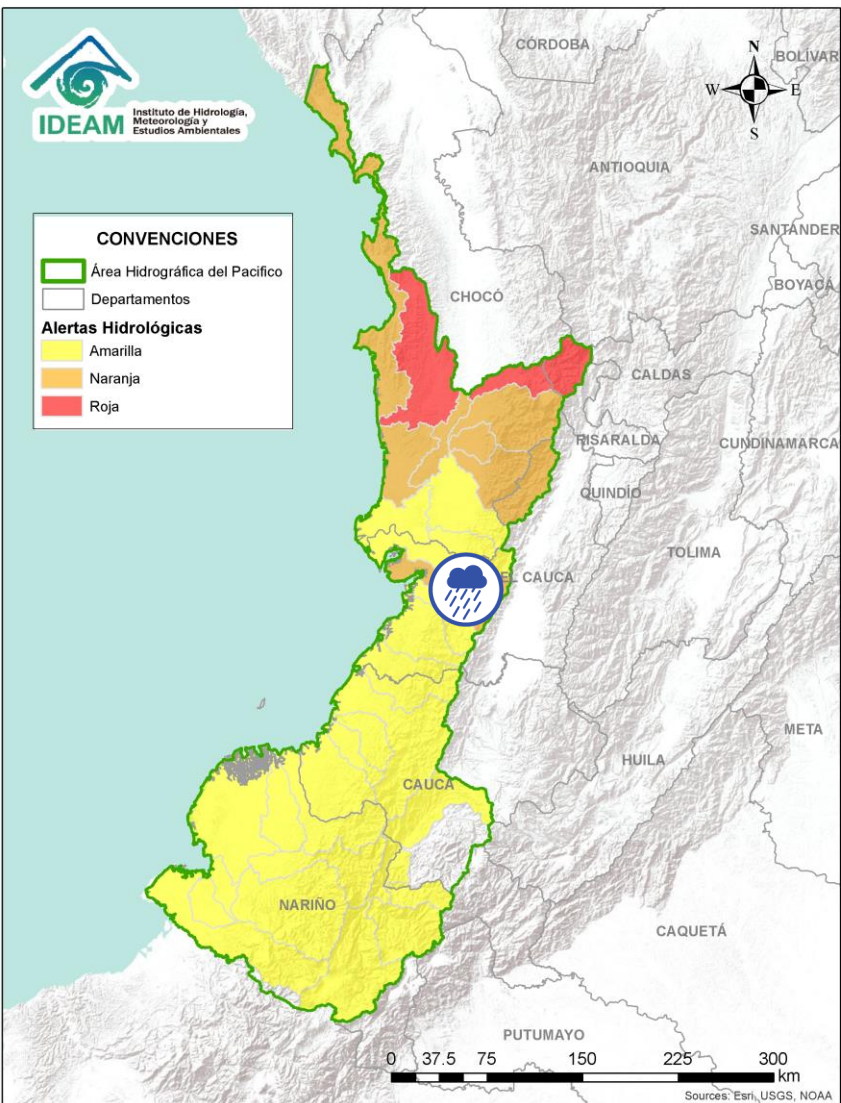 IDEAM
Instituto de Hidrología,
Meteorología y
Estudios Ambientales
CÓRDOBA
BOLÍVAR
N
W
E
S
ANTIOQUIA
SANTANDER
BOYACÁ
CONVENCIONES
Área Hidrográfica del Pacifico
Departamentos
Alertas Hidrológicas
Amarilla
Naranja
Roja
CHOCÓ
CALDAS
RISARALDA
CUNDINAMARCA
QUINDÍO
TOLIMA
EL CAUCA
META
HUILA
CAUCA
NARIÑO
CAQUETÁ
PUTUMAYO
0 37.5 75 150 225 300
km
Sources: Esri, USGS, NOAA